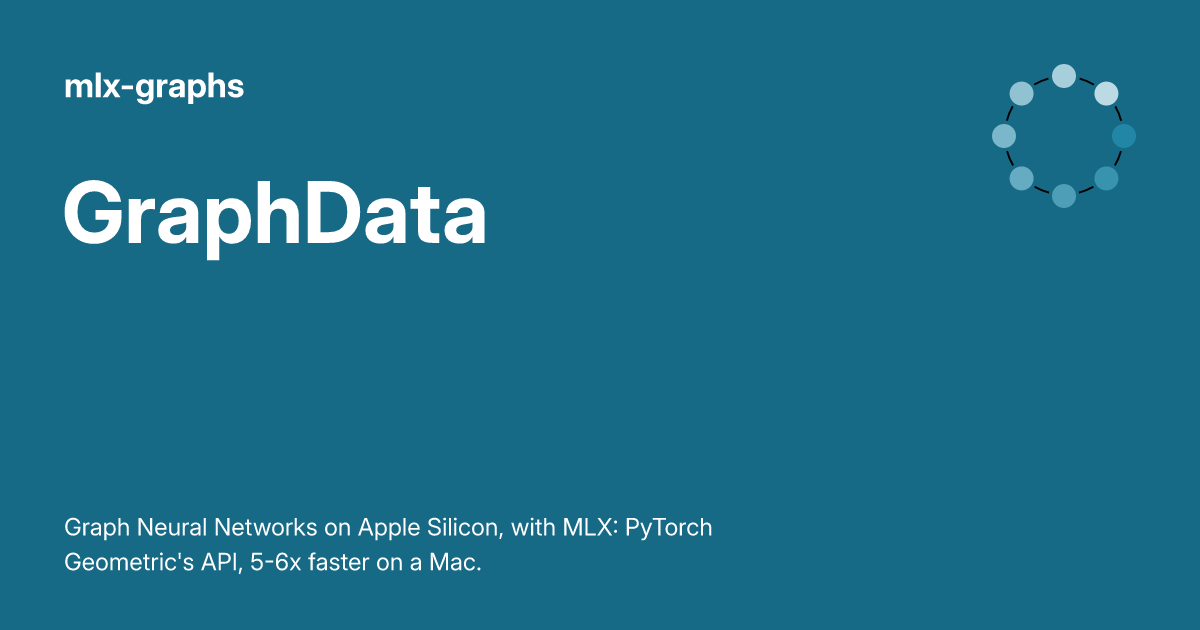 mlx-graphs
GraphData
Graph Neural Networks on Apple Silicon, with MLX: PyTorch
Geometric's API, 5-6x faster on a Mac.